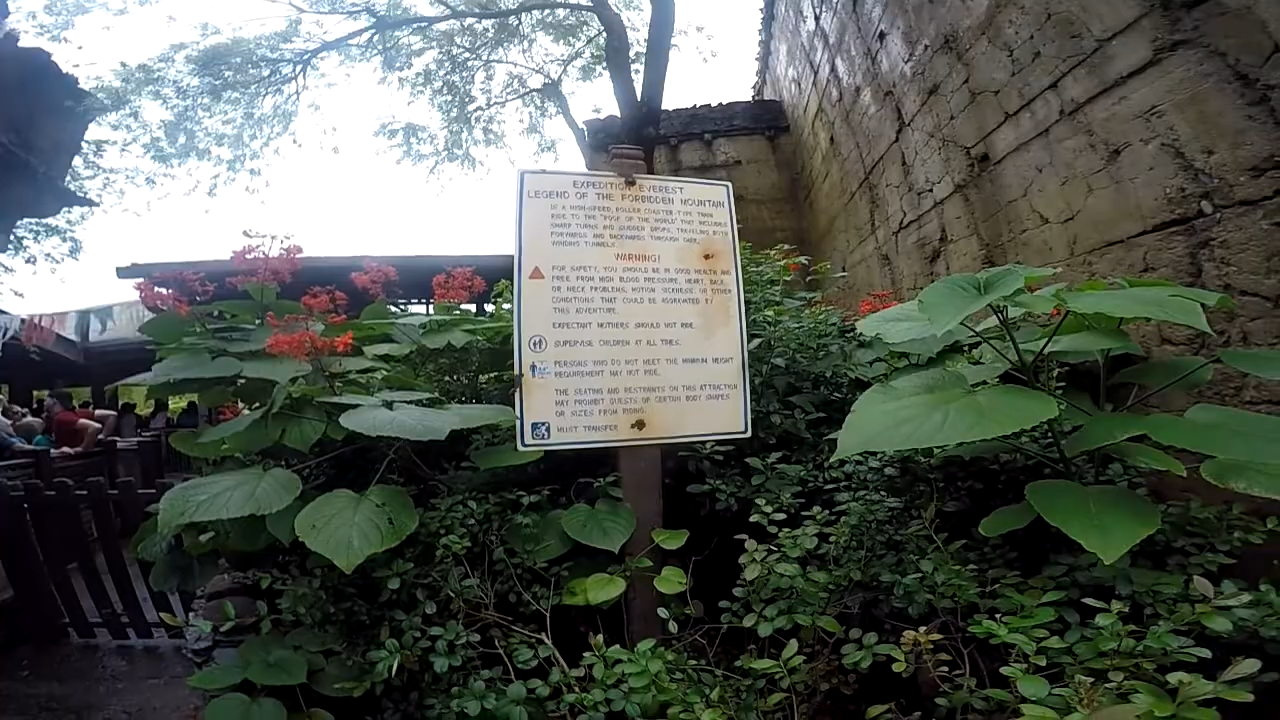 EXPEDITION EVEREST
LEGEND OF THE FORBIDDEN MOUNTAIN
IS A HIGH-SPEED, ROLLER COASTER-TYPE TRAIN
RIDE TO THE "ROOF OF THE WORLD" THAT INCLUDES
SHARP TURNS AND SUDDEN DROPS, TRAVELING BOTH
FORWARDS AND BACKWARDS THROUGH DARK,
WINDING TUNNELS.
WARNING!
FOR SAFETY, YOU SHOULD BE IN GOOD HEALTH AND
FREE FROM HIGH BLOOD PRESSURE, HEART, BACK
OR NECK PROBLEMS, MOTION SICKNESS, OR OTHER
CONDITIONS THAT COULD BE AGGRAVATED BY
THIS ADVENTURE.
EXPECTANT MOTHERS SHOULD NOT RIDE.
SUPERVISE CHILDREN AT ALL TIMES.
PERSONS WHO DO NOT MEET THE MINIMUM HEIGHT
REQUIREMENT MAY NOT RIDE.
THE SEATING AND RESTRAINTS ON THIS ATTRACTION
MAY PROHIBIT GUESTS OF CERTAIN BODY SHAPES
OR SIZES FROM RIDING.
MUST TRANSFER